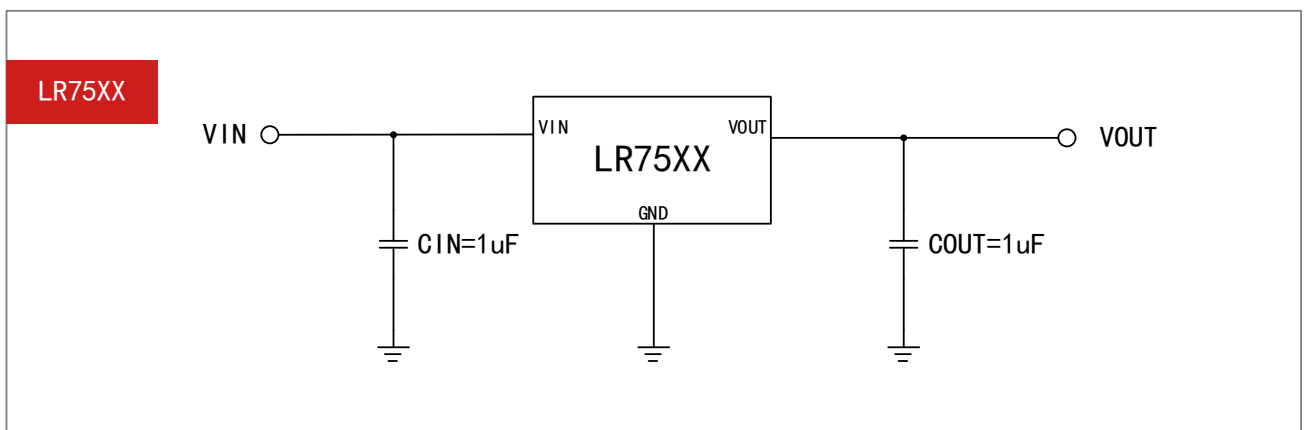 LR75XX
VIN
VIN
VOUT
VOUT
LR75XX
GND
CIN=1uF
COUT=1uF